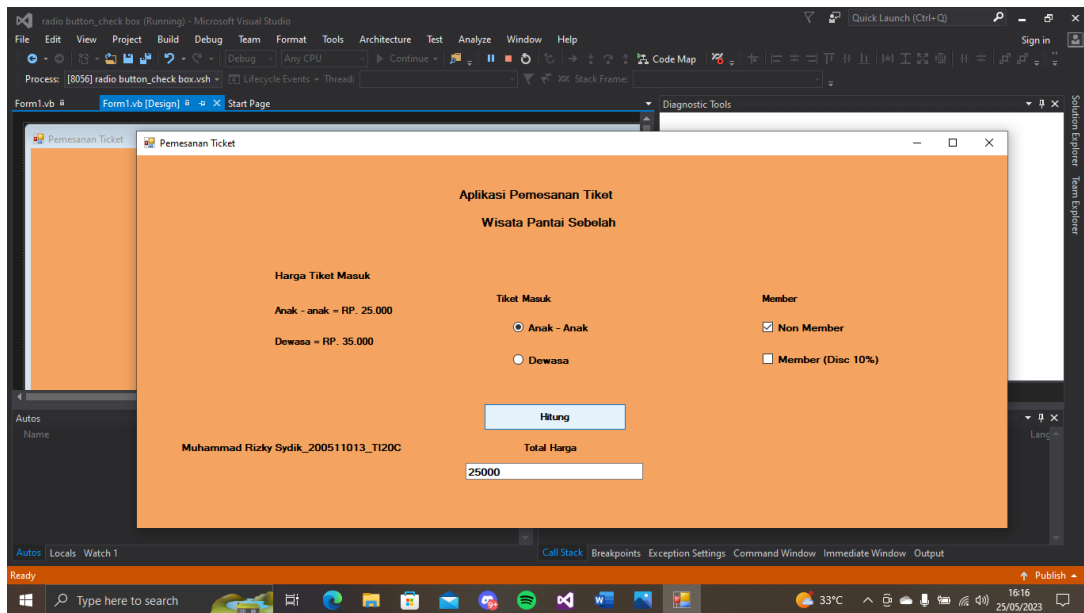 radio button_check box (Running) - Microsoft Visual Studio
Quick Launch (Ctrl+Q)
File Edit View Project Build Debug Team Format Tools Architecture Test Analyze Window Help
Sign in
Debug Any CPU Continue Code Map
Process: [8056] radio button_check box.vsh Lifecycle Events Thread: Stack Frame:
Form1.vb Form1.vb [Design] Start Page
Diagnostic Tools
Solution Explorer
Team Explorer
Pemesanan Ticket
Pemesanan Ticket
Aplikasi Pemesanan Tiket
Wisata Pantai Sebelah
Harga Tiket Masuk
Anak - anak = RP. 25.000
Dewasa = RP. 35.000
Tiket Masuk
Anak - Anak
Dewasa
Member
Non Member
Member (Disc 10%)
Hitung
Muhammad Rizky Sydik_200511013_TI20C
Total Harga
25000
Autos
Name
Lang
Autos Locals Watch 1
Call Stack Breakpoints Exception Settings Command Window Immediate Window Output
Ready
Publish
Type here to search
33°C
16:16
25/05/2023